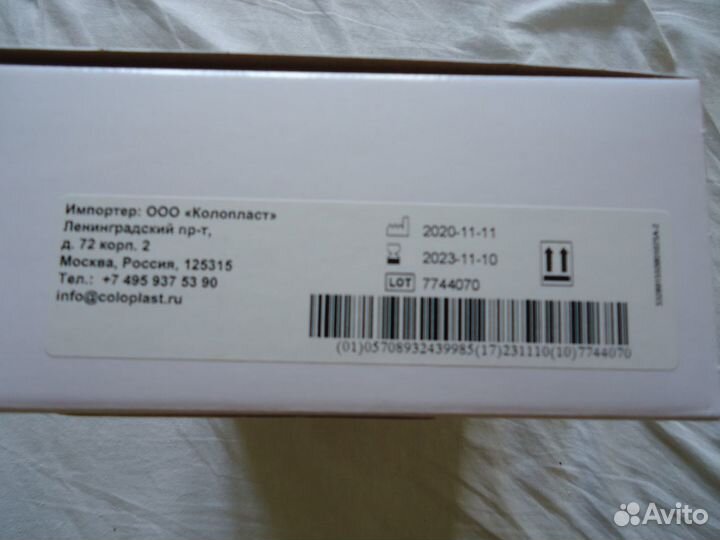 Импортер: ООО «Колопласт»
Ленинградский пр-т,
д. 72 корп. 2
Москва, Россия, 125315
Тел.: +7 495 937 53 90
info@coloplast.ru
2020-11-11
2023-11-10
LOT 7744070
(01)05708932439985(17)231110(10)7744070
Avito